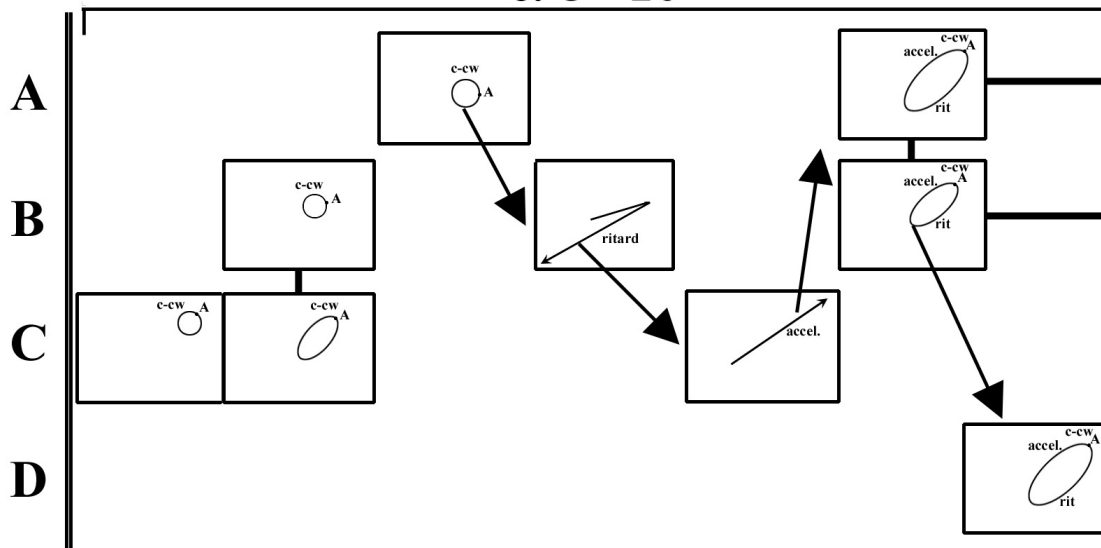 A
c-cw
A
c-cw
accel. A
rit
B
c-cw
A
ritard
c-cw
accel. A
rit
C
c-cw A
c-cw
A
accel.
D
c-cw
accel. A
rit